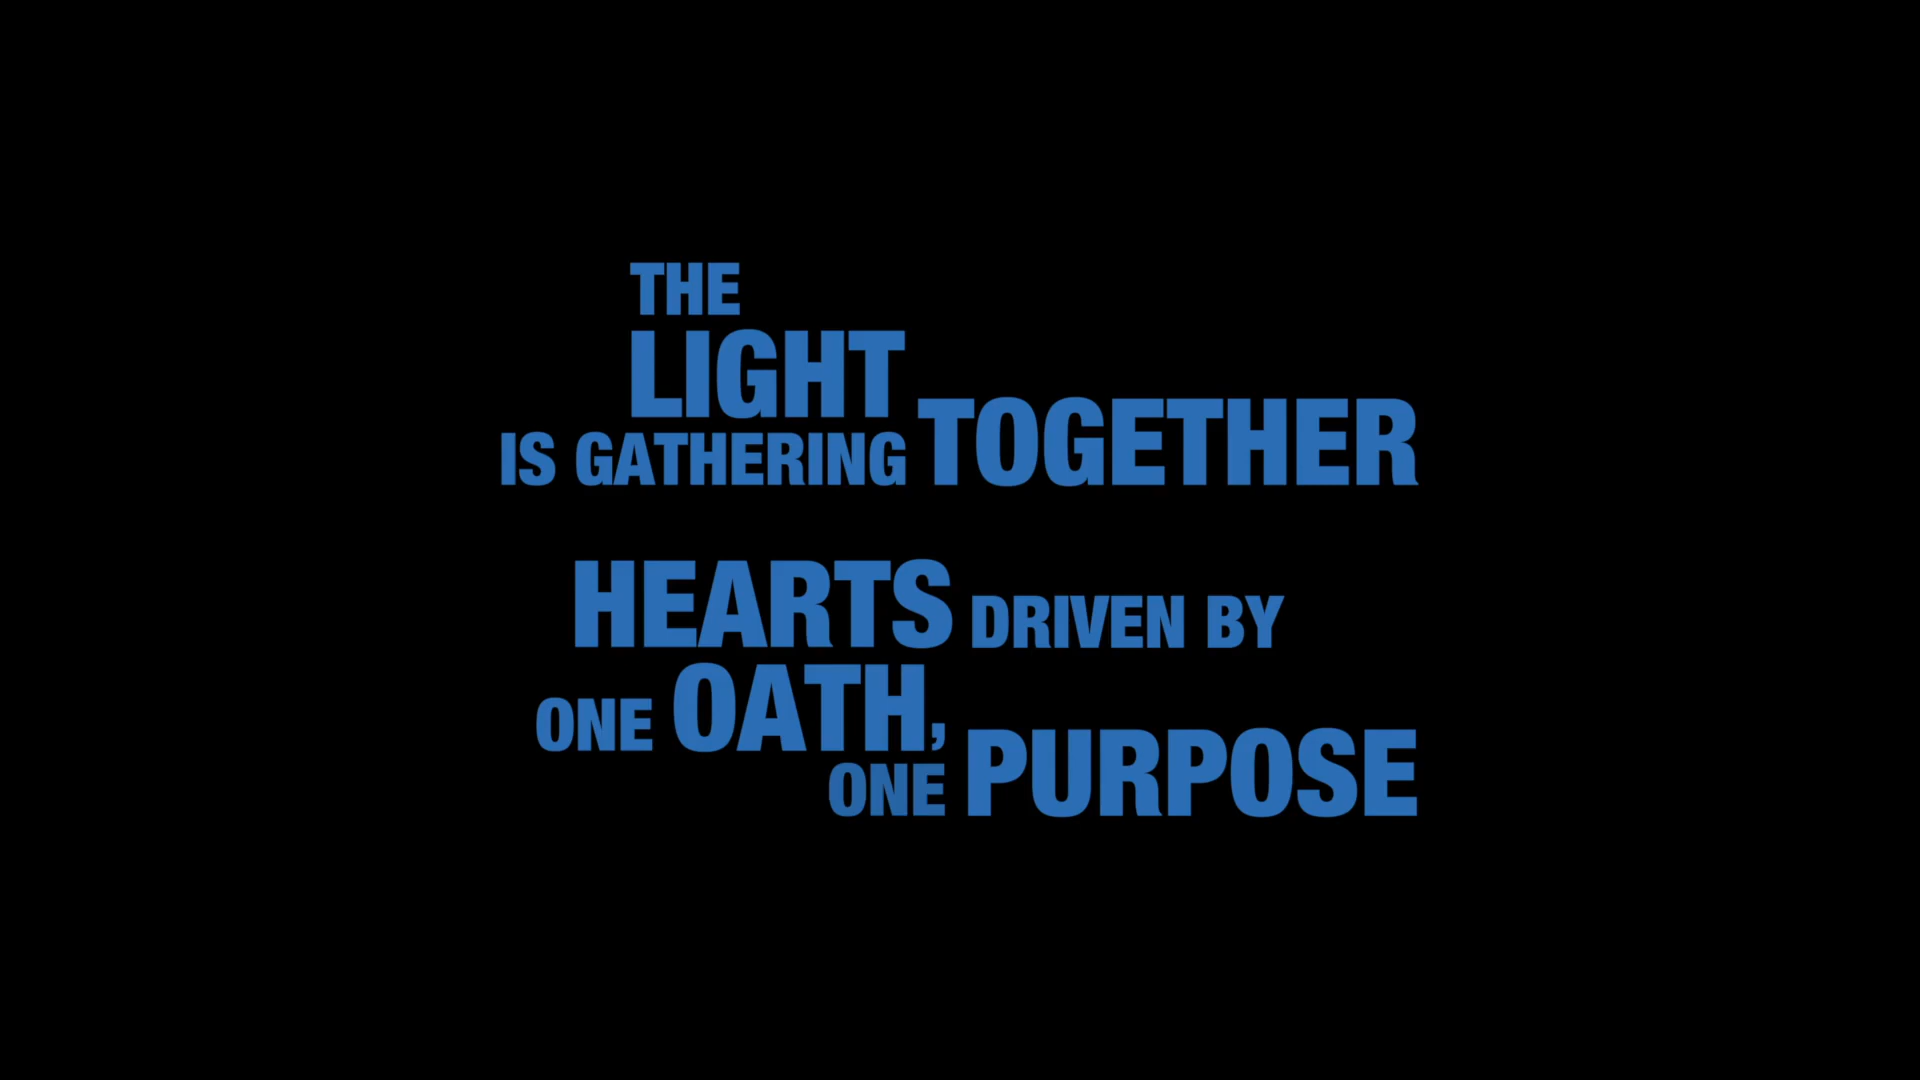 THE
LIGHT
IS GATHERING TOGETHER
HEARTS DRIVEN BY
ONE OATH,
ONE PURPOSE